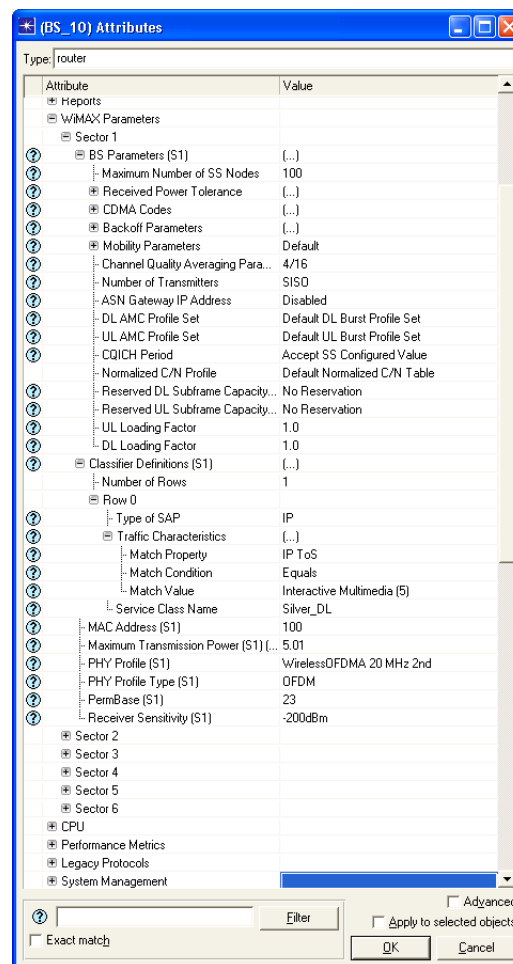 (BS_10) Attributes
Type: router
Attribute Value
Reports
WiMAX Parameters
Sector 1
BS Parameters (S1) (...)
Maximum Number of SS Nodes 100
Received Power Tolerance (...)
CDMA Codes (...)
Backoff Parameters (...)
Mobility Parameters Default
Channel Quality Averaging Para... 4/16
Number of Transmitters SISO
ASN Gateway IP Address Disabled
DL AMC Profile Set Default DL Burst Profile Set
UL AMC Profile Set Default UL Burst Profile Set
CQICH Period Accept SS Configured Value
Normalized C/N Profile Default Normalized C/N Table
Reserved DL Subframe Capacity... No Reservation
Reserved UL Subframe Capacity... No Reservation
UL Loading Factor 1.0
DL Loading Factor 1.0
Classifier Definitions (S1) (...)
Number of Rows 1
Row 0
Type of SAP IP
Traffic Characteristics (...)
Match Property IP ToS
Match Condition Equals
Match Value Interactive Multimedia (5)
Service Class Name Silver_DL
MAC Address (S1) 100
Maximum Transmission Power (S1) (... 5.01
PHY Profile (S1) WirelessOFDMA 20 MHz 2nd
PHY Profile Type (S1) OFDM
PermBase (S1) 23
Receiver Sensitivity (S1) -200dBm
Sector 2
Sector 3
Sector 4
Sector 5
Sector 6
CPU
Performance Metrics
Legacy Protocols
System Management
Advanced
Filter
Apply to selected objects
Exact match
OK Cancel